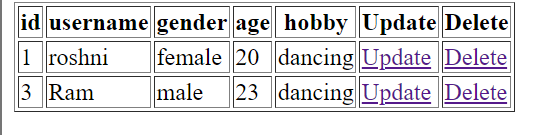 id username gender age hobby Update Delete
1 roshni female 20 dancing Update Delete
3 Ram male 23 dancing Update Delete